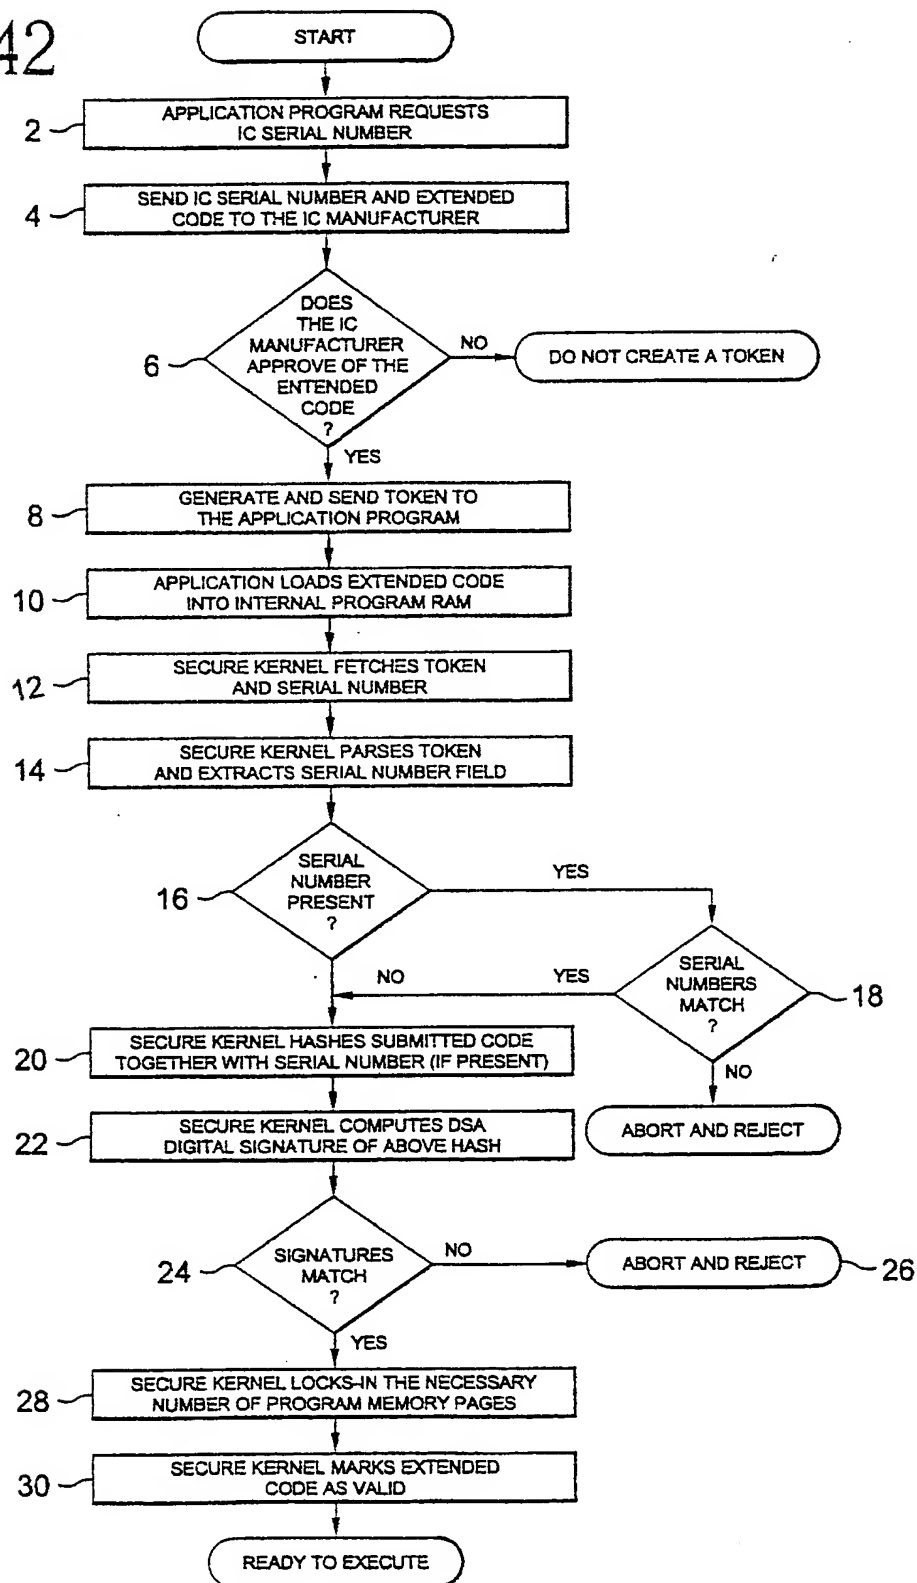 42
START
2
APPLICATION PROGRAM REQUESTS
IC SERIAL NUMBER
4
SEND IC SERIAL NUMBER AND EXTENDED
CODE TO THE IC MANUFACTURER
6
DOES
THE IC
MANUFACTURER
APPROVE OF THE
ENTENDED
CODE
?
NO
DO NOT CREATE A TOKEN
YES
8
GENERATE AND SEND TOKEN TO
THE APPLICATION PROGRAM
10
APPLICATION LOADS EXTENDED CODE
INTO INTERNAL PROGRAM RAM
12
SECURE KERNEL FETCHES TOKEN
AND SERIAL NUMBER
14
SECURE KERNEL PARSES TOKEN
AND EXTRACTS SERIAL NUMBER FIELD
16
SERIAL
NUMBER
PRESENT
?
YES
NO
YES
SERIAL
NUMBERS
MATCH
?
18
NO
ABORT AND REJECT
20
SECURE KERNEL HASHES SUBMITTED CODE
TOGETHER WITH SERIAL NUMBER (IF PRESENT)
22
SECURE KERNEL COMPUTES DSA
DIGITAL SIGNATURE OF ABOVE HASH
24
SIGNATURES
MATCH
?
NO
ABORT AND REJECT
26
YES
28
SECURE KERNEL LOCKS-IN THE NECESSARY
NUMBER OF PROGRAM MEMORY PAGES
30
SECURE KERNEL MARKS EXTENDED
CODE AS VALID
READY TO EXECUTE